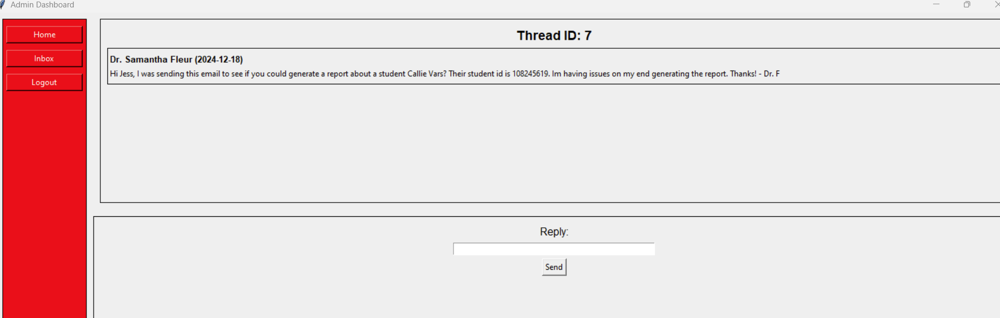 Admin Dashboard
Home
Inbox
Logout
Thread ID: 7
Dr. Samantha Fleur (2024-12-18)
Hi Jess, I was sending this email to see if you could generate a report about a student Callie Vars? Their student id is 108245619. Im having issues on my end generating the report. Thanks! - Dr. F
Reply:
Send